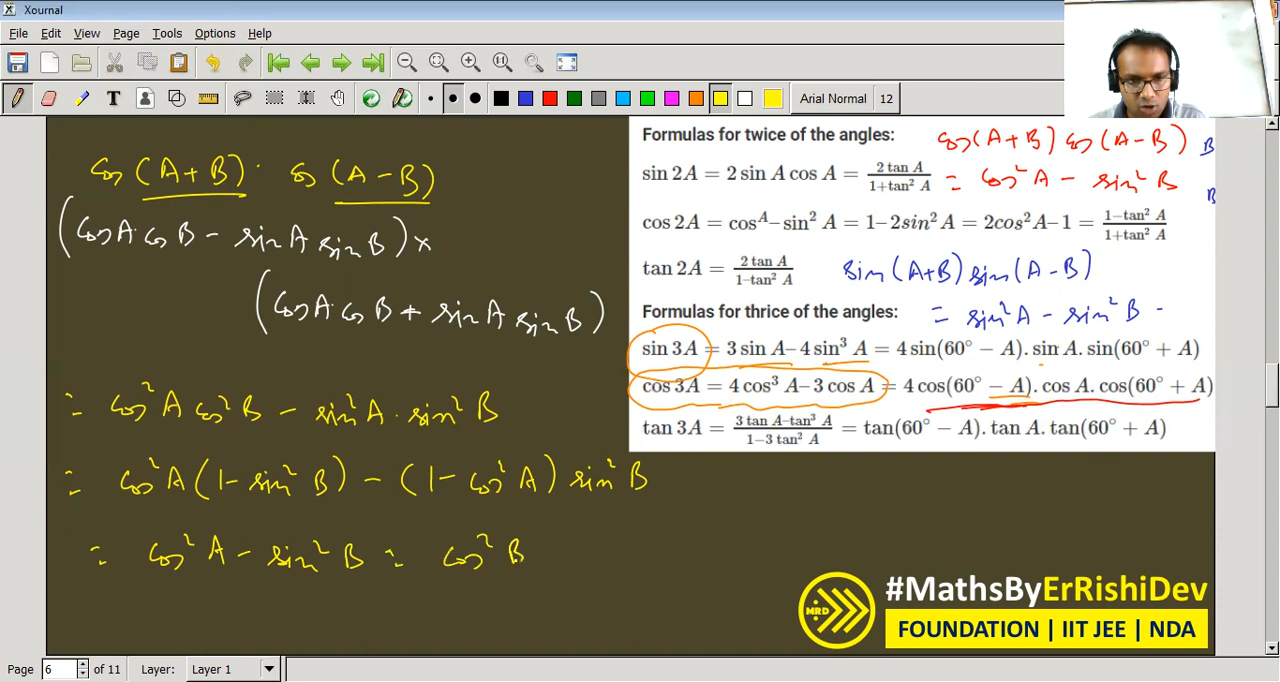 Xournal
File Edit View Page Tools Options Help
Arial Normal 12
cos (A + B) · cos (A - B)
(cosA. cos B - sinA sin B) ×
(cosA. cos B + sinA sin B)
= cos² A cos² B - sin² A. sin² B
= cos² A (1- sin² B) - (1- cos² A) sin² B
= cos² A - sin² B = cos² B
Formulas for twice of the angles:
cos(A+B) cos(A-B) B
sin 2A = 2 sin A cos A = 2 tan A / 1+tan² A
= cos² A - sin² B B
cos 2A = cos^A – sin² A = 1–2sin² A = 2cos² A–1 = 1–tan² A / 1+tan² A
tan 2A = 2 tan A / 1–tan² A
sin(A+B) sin(A-B)
Formulas for thrice of the angles:
= sin² A - sin² B -
sin 3A = 3 sin A–4 sin³ A = 4 sin(60° – A). sin A. sin(60° + A)
cos 3A = 4 cos³ A–3 cos A = 4 cos(60° – A). cos A. cos(60° + A)
tan 3A = 3 tan A–tan³ A / 1–3 tan² A = tan(60° – A). tan A. tan(60° + A)
MRD
#MathsByErRishiDev
FOUNDATION | IIT JEE | NDA
Page 6 of 11 Layer: Layer 1